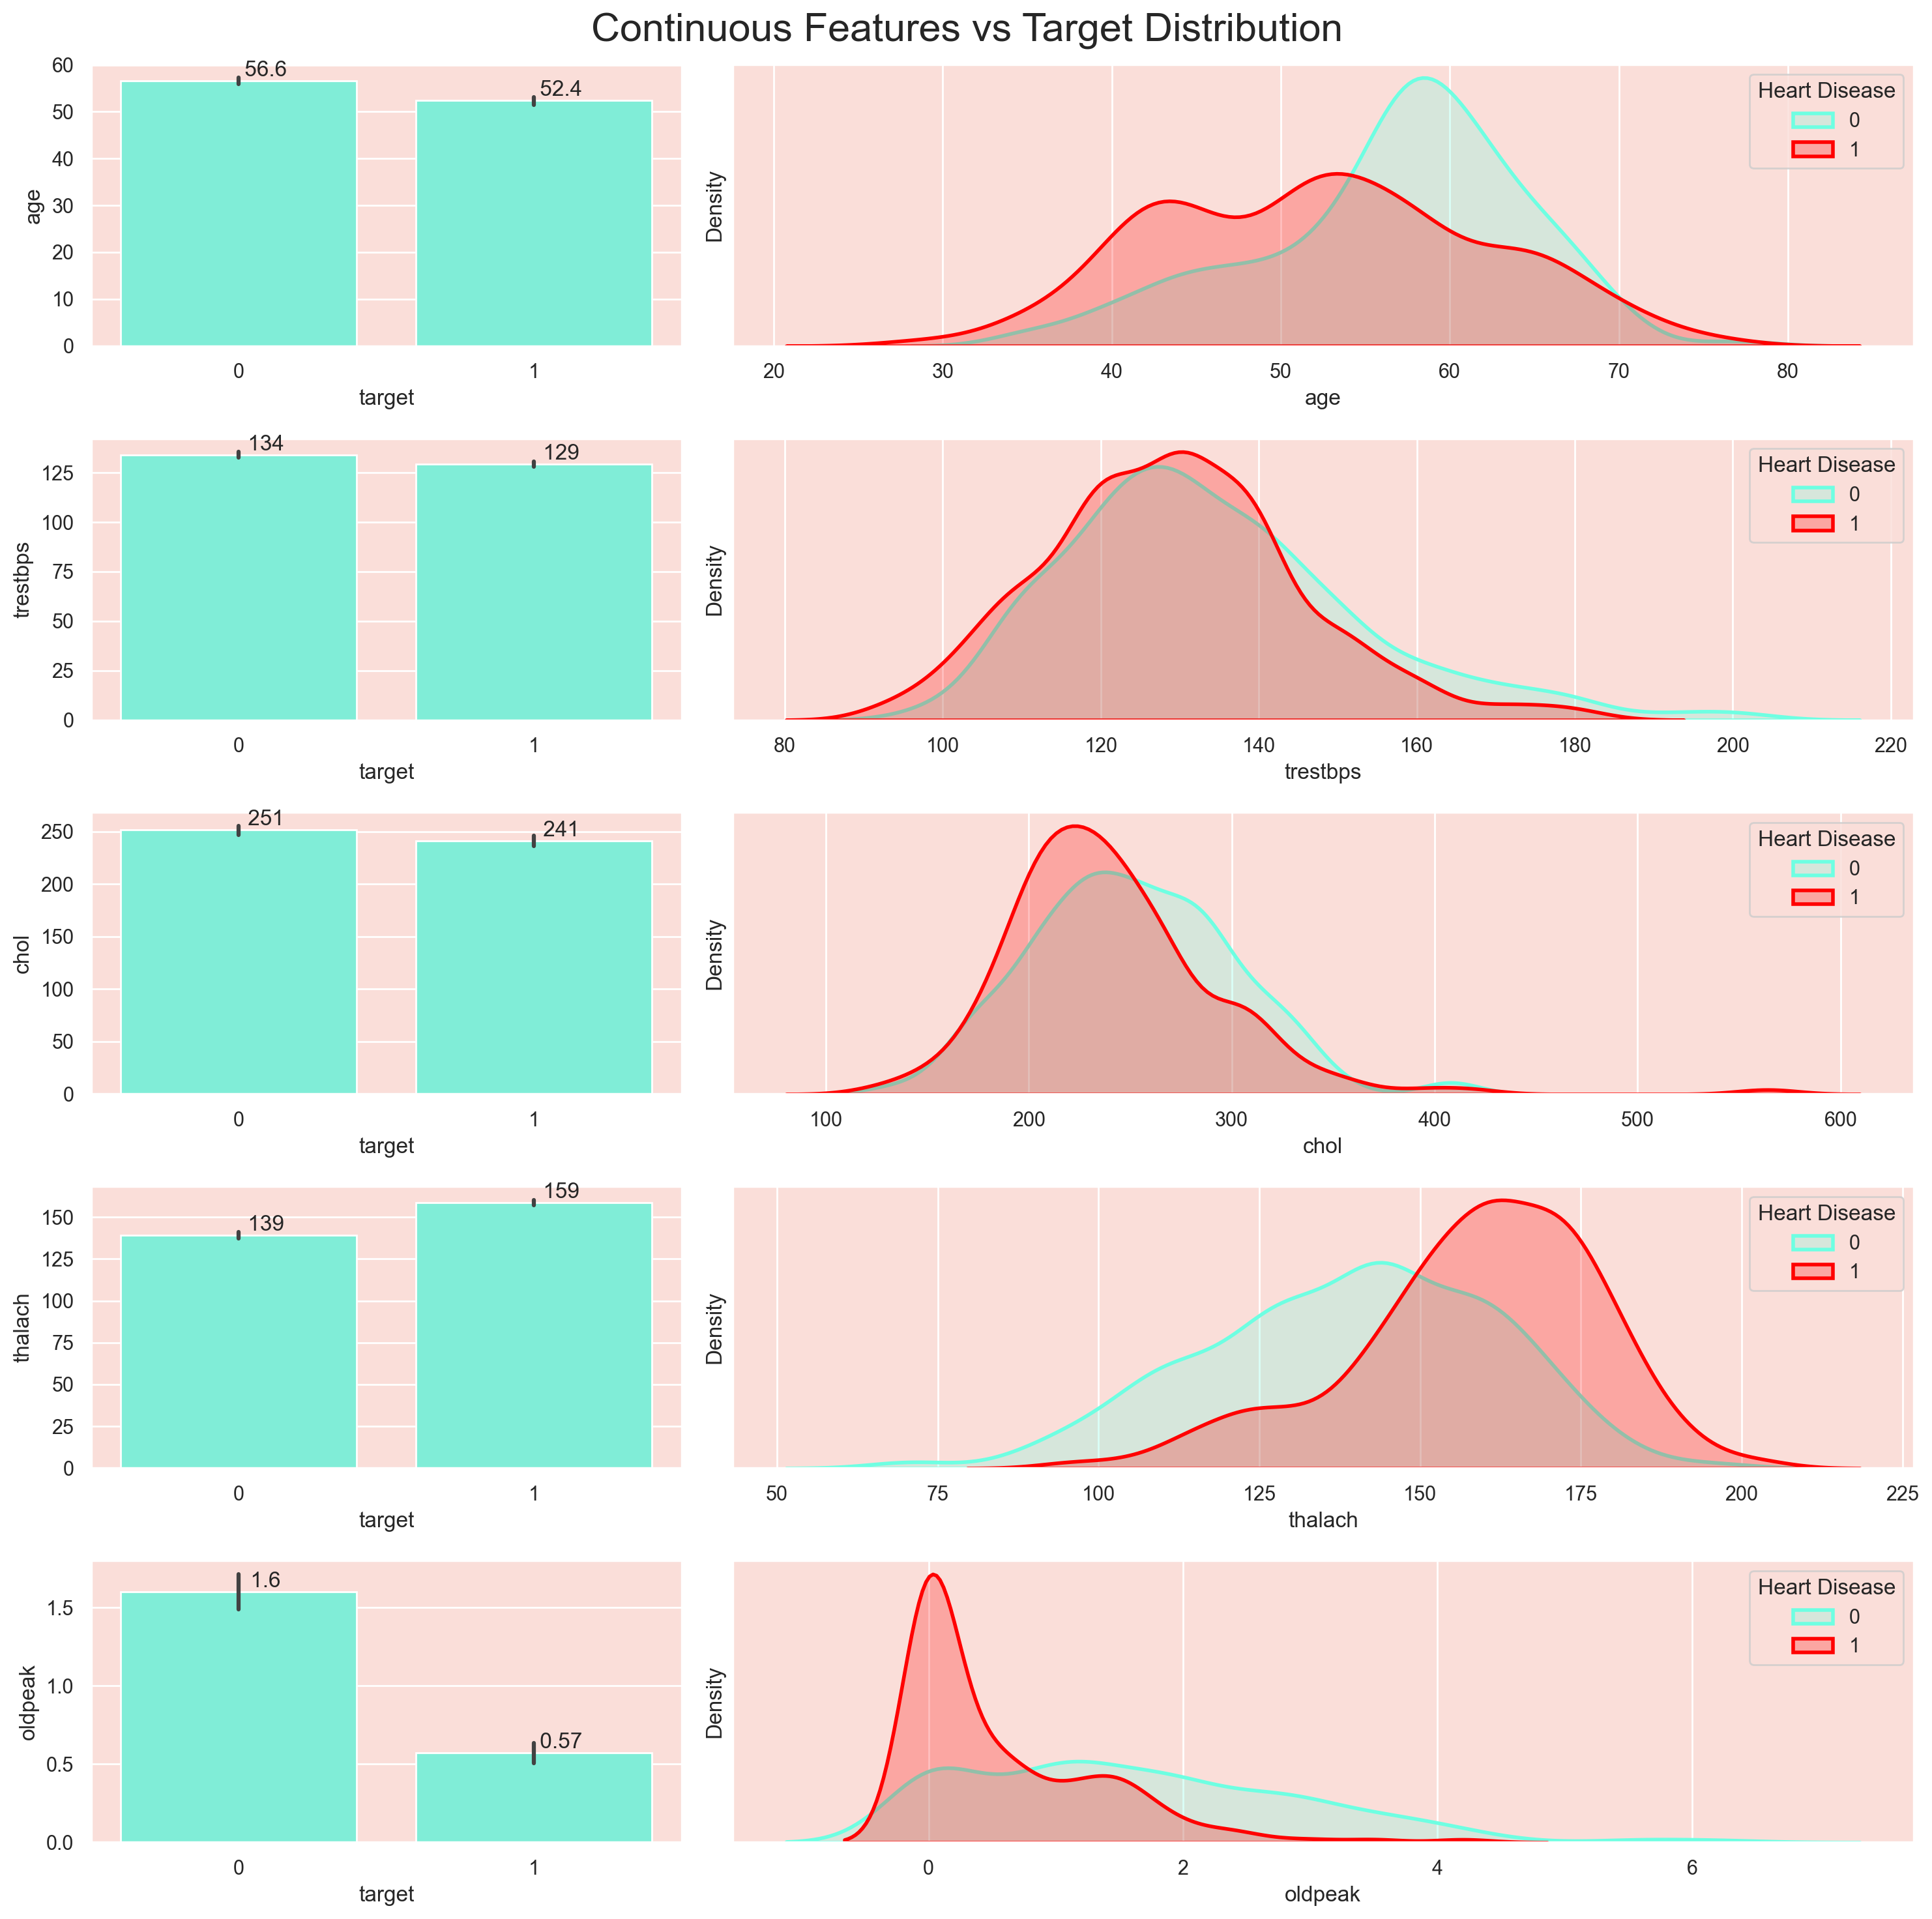 Continuous Features vs Target Distribution
60
50
40
30
20
10
0
age
56.6
52.4
0 1
target
Density
Heart Disease
0
1
20 30 40 50 60 70 80
age
125
100
75
50
25
0
trestbps
134
129
0 1
target
Density
Heart Disease
0
1
80 100 120 140 160 180 200 220
trestbps
250
200
150
100
50
0
chol
251
241
0 1
target
Density
Heart Disease
0
1
100 200 300 400 500 600
chol
150
125
100
75
50
25
0
thalach
139
159
0 1
target
Density
Heart Disease
0
1
50 75 100 125 150 175 200 225
thalach
1.5
1.0
0.5
0.0
oldpeak
1.6
0.57
0 1
target
Density
Heart Disease
0
1
0 2 4 6
oldpeak